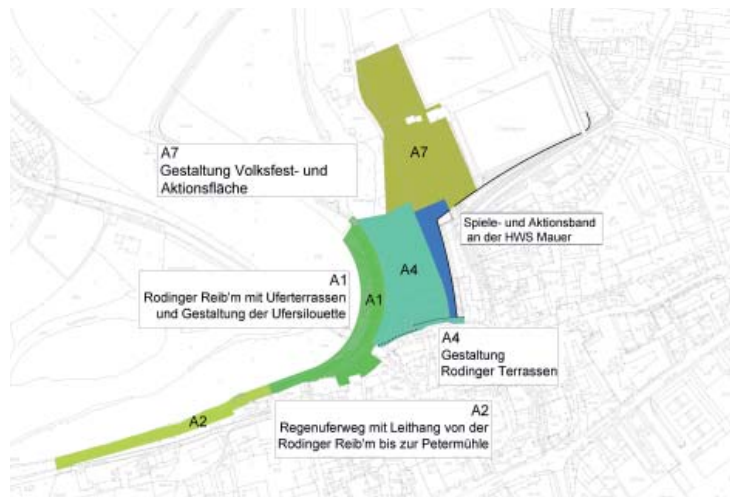 A7
A7
Gestaltung Volksfest- und
Aktionsfläche
Spiele- und Aktionsband
an der HWS Mauer
A4
A1
Rodinger Reib'm mit Uferterrassen
und Gestaltung der Ufersilouette
A1
A4
Gestaltung
Rodinger Terrassen
A2
A2
Regenuferweg mit Leithang von der
Rodinger Reib'm bis zur Petermühle